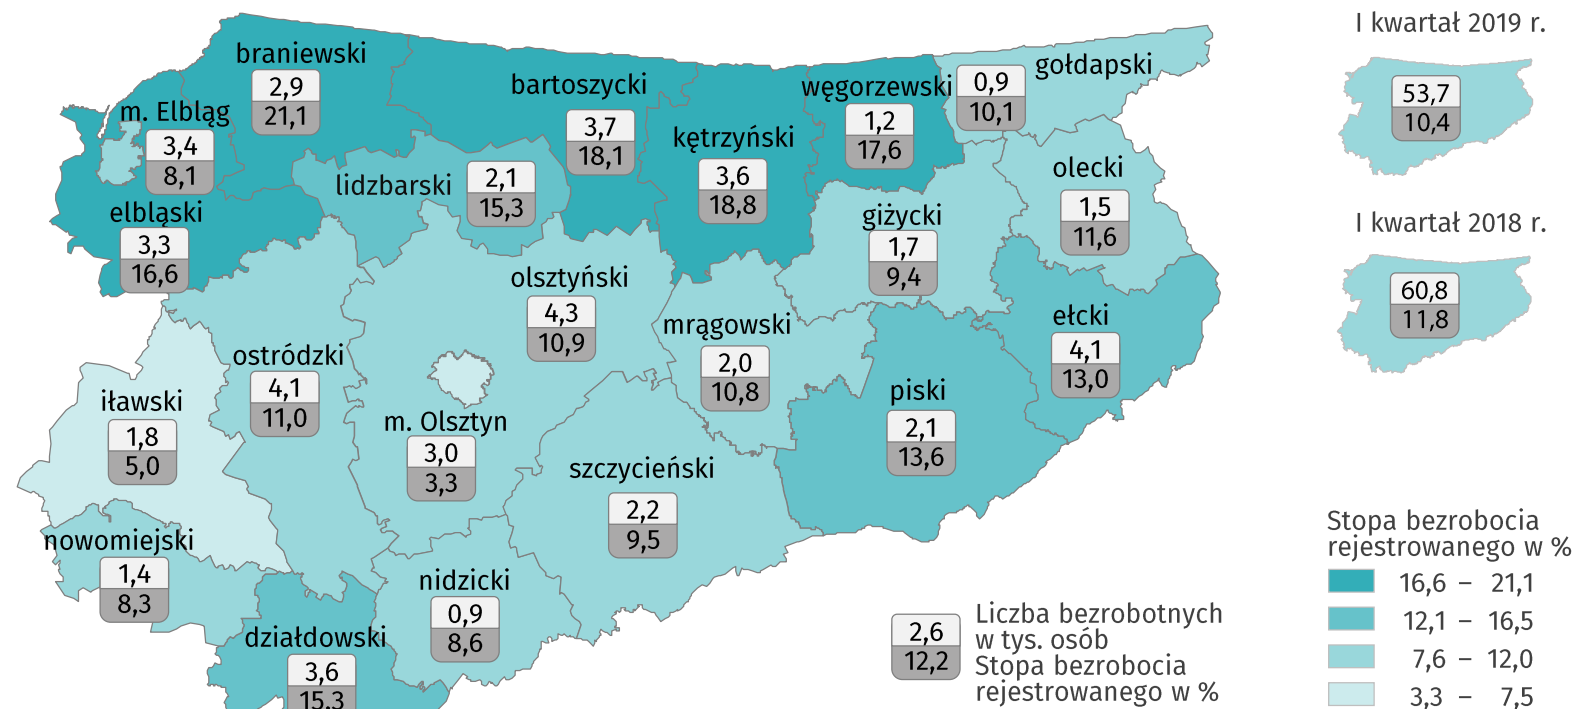 braniewski
2,9
21,1
bartoszycki
3,7
18,1
węgorzewski
1,2
17,6
gołdapski
0,9
10,1
m. Elbląg
3,4
8,1
kętrzyński
3,6
18,8
lidzbarski
2,1
15,3
olecki
1,5
11,6
elbląski
3,3
16,6
giżycki
1,7
9,4
olsztyński
4,3
10,9
mrągowski
2,0
10,8
ełcki
4,1
13,0
ostródzki
4,1
11,0
iławski
1,8
5,0
m. Olsztyn
3,0
3,3
piski
2,1
13,6
szczycieński
2,2
9,5
nowomiejski
1,4
8,3
nidzicki
0,9
8,6
działdowski
3,6
15,3
I kwartał 2019 r.
53,7
10,4
I kwartał 2018 r.
60,8
11,8
2,6
12,2
Liczba bezrobotnych
w tys. osób
Stopa bezrobocia
rejestrowanego w %
Stopa bezrobocia
rejestrowanego w %
16,6 – 21,1
12,1 – 16,5
7,6 – 12,0
3,3 – 7,5